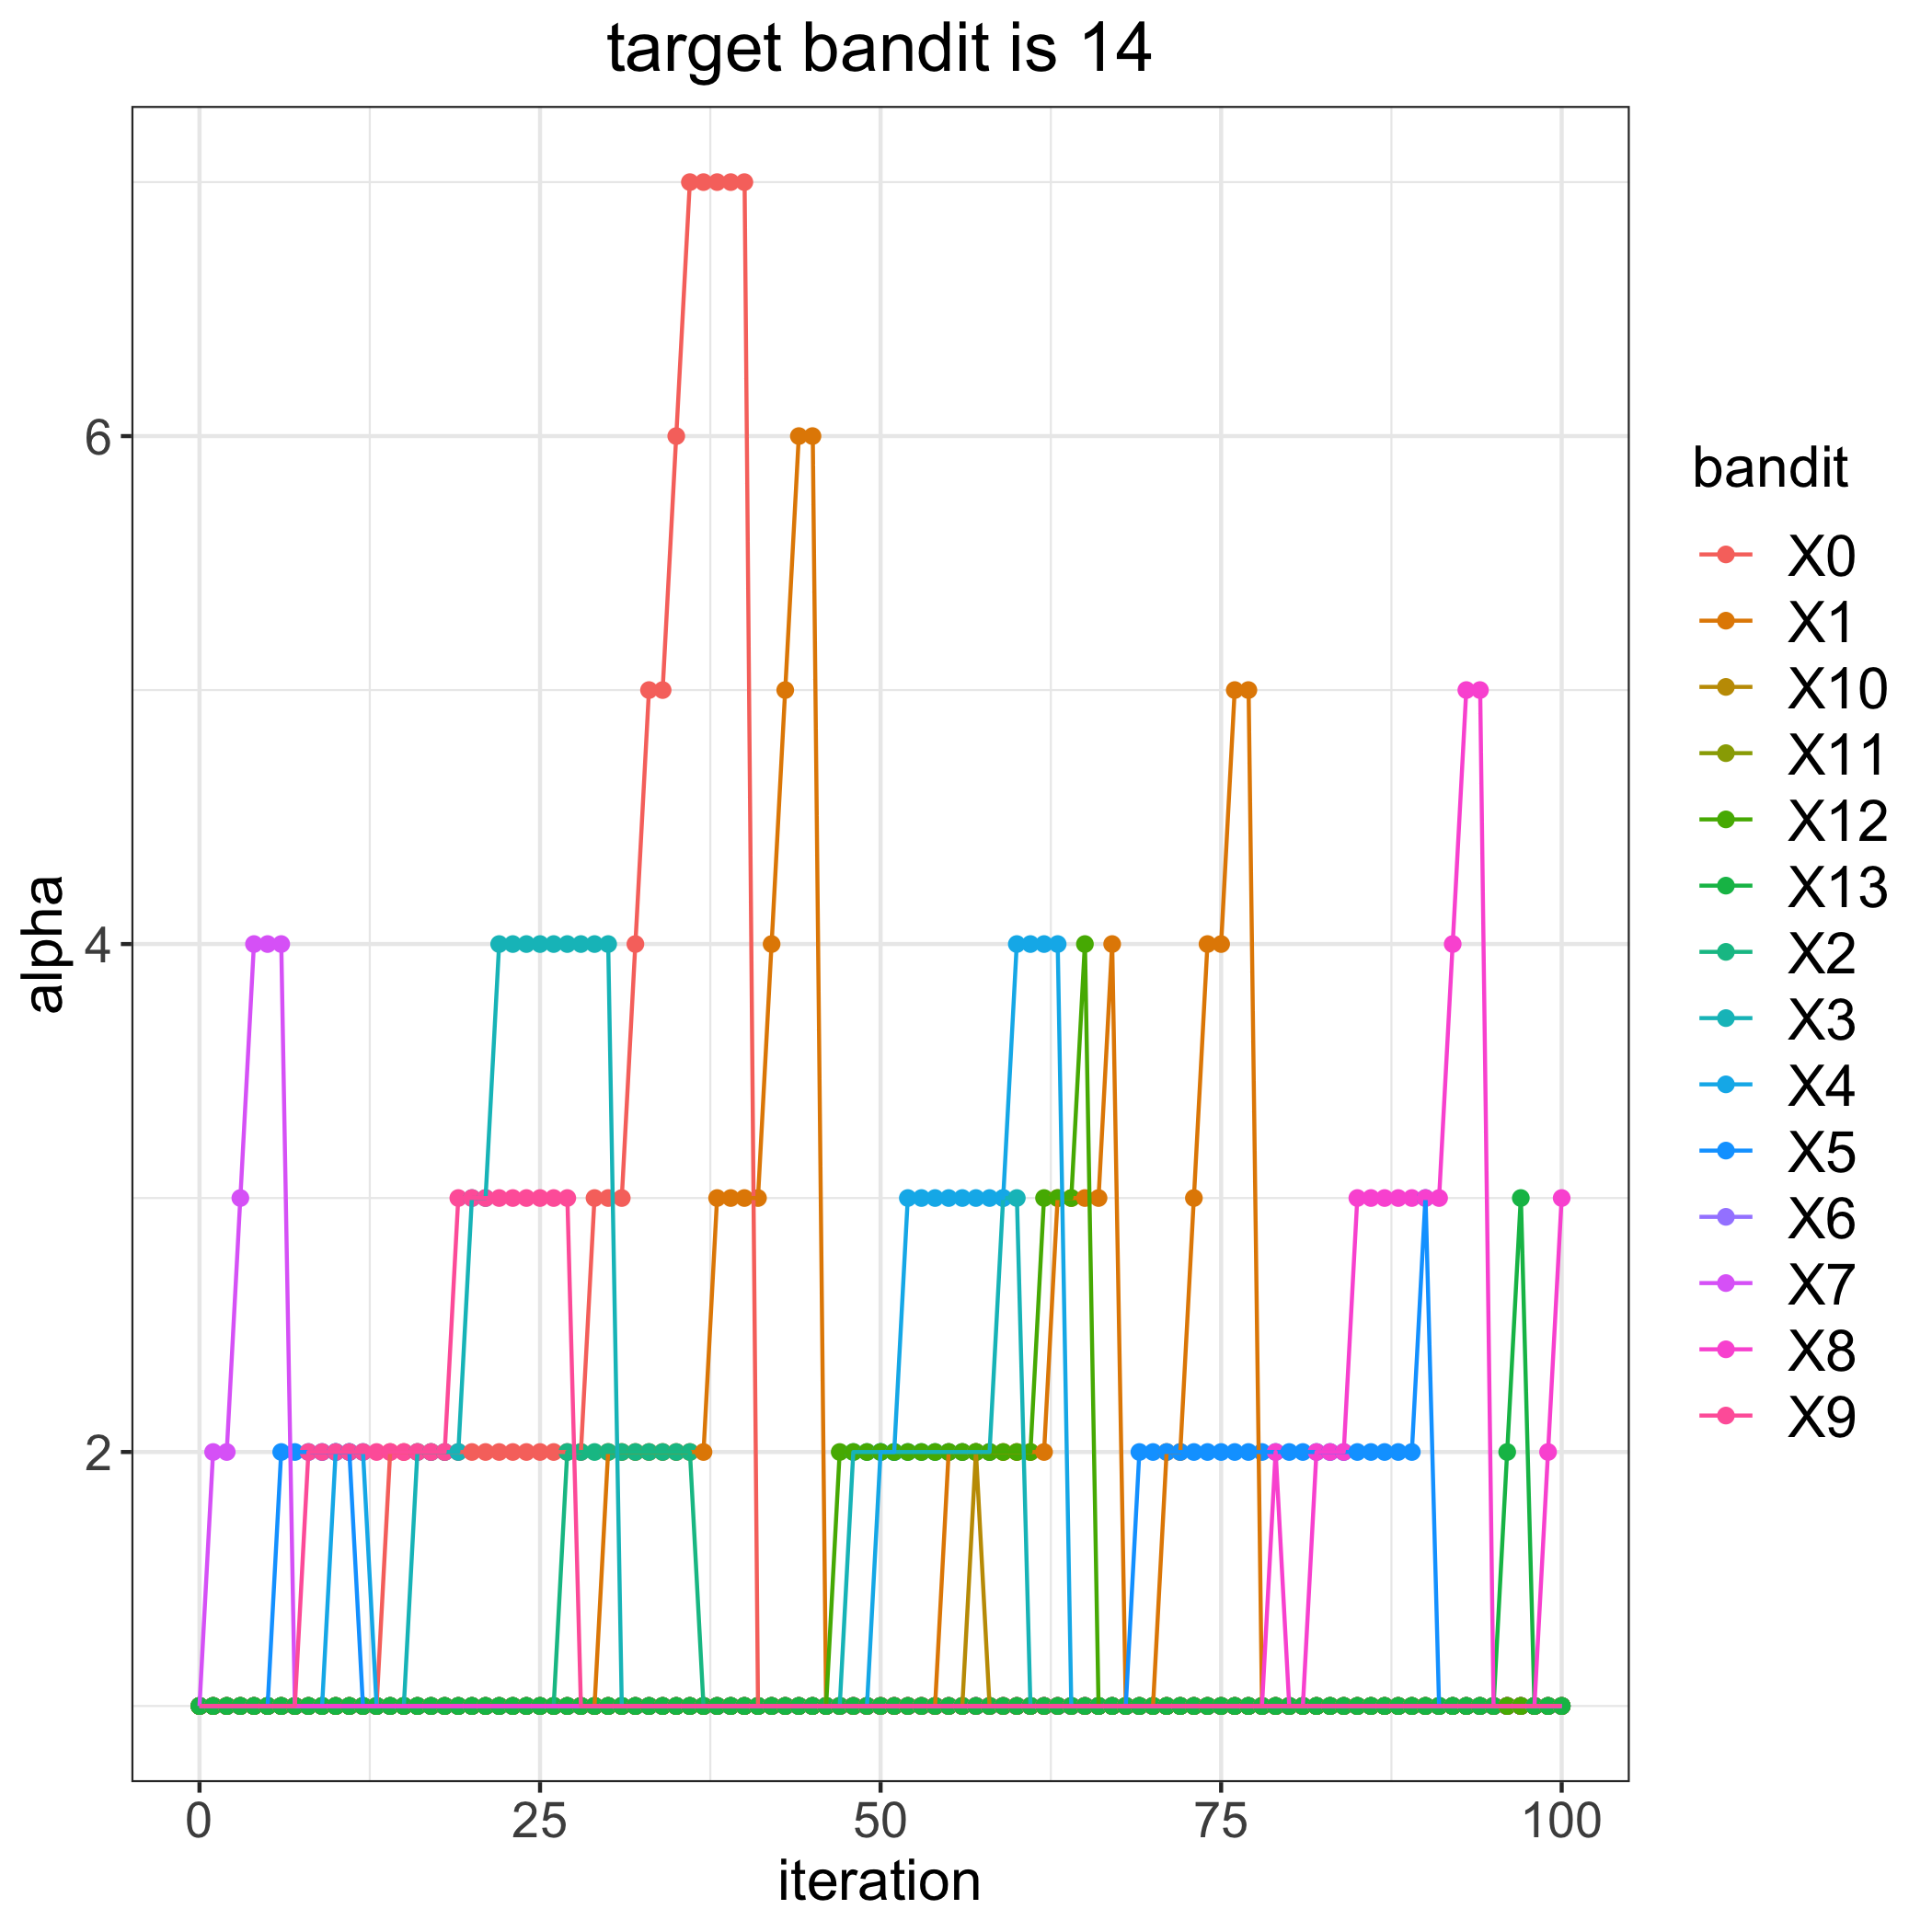 target bandit is 14
alpha
6
4
2
0 25 50 75 100
iteration
bandit
X0
X1
X10
X11
X12
X13
X2
X3
X4
X5
X6
X7
X8
X9